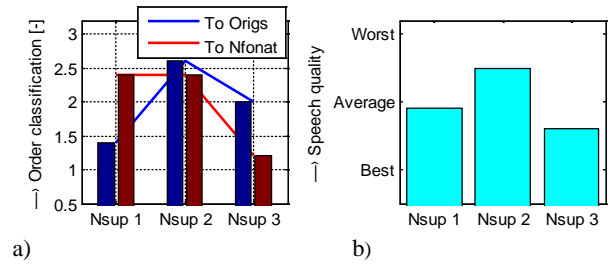 To Origs
To Nfonat
→ Order classification [-]
3
2.5
2
1.5
1
0.5
Nsup 1 Nsup 2 Nsup 3
a)
→ Speech quality
Worst
Average
Best
Nsup 1 Nsup 2 Nsup 3
b)